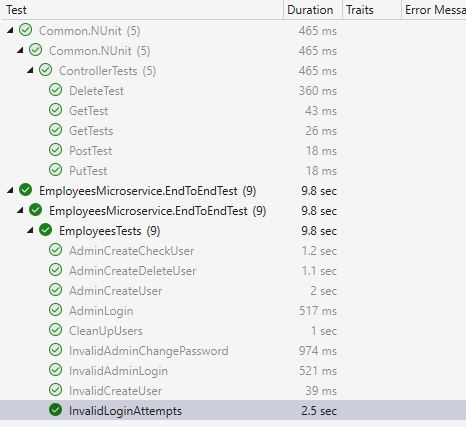 Test Duration Traits Error Messa
Common.NUnit (5) 465 ms
Common.NUnit (5) 465 ms
ControllerTests (5) 465 ms
DeleteTest 360 ms
GetTest 43 ms
GetTests 26 ms
PostTest 18 ms
PutTest 18 ms
EmployeesMicroservice.EndToEndTest (9) 9.8 sec
EmployeesMicroservice.EndToEndTest (9) 9.8 sec
EmployeesTests (9) 9.8 sec
AdminCreateCheckUser 1.2 sec
AdminCreateDeleteUser 1.1 sec
AdminCreateUser 2 sec
AdminLogin 517 ms
CleanUpUsers 1 sec
InvalidAdminChangePassword 974 ms
InvalidAdminLogin 521 ms
InvalidCreateUser 39 ms
InvalidLoginAttempts 2.5 sec